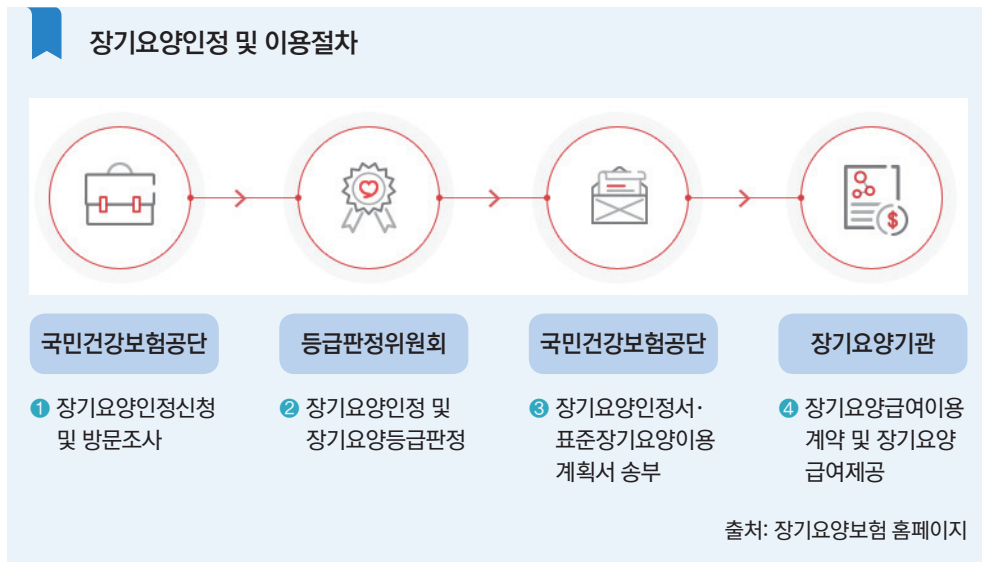 장기요양인정 및 이용절차
$
국민건강보험공단
등급판정위원회
국민건강보험공단
장기요양기관
❶ 장기요양인정신청
및 방문조사
❷ 장기요양인정 및
장기요양등급판정
❸ 장기요양인정서·
표준장기요양이용
계획서 송부
❹ 장기요양급여이용
계약 및 장기요양
급여제공
출처: 장기요양보험 홈페이지